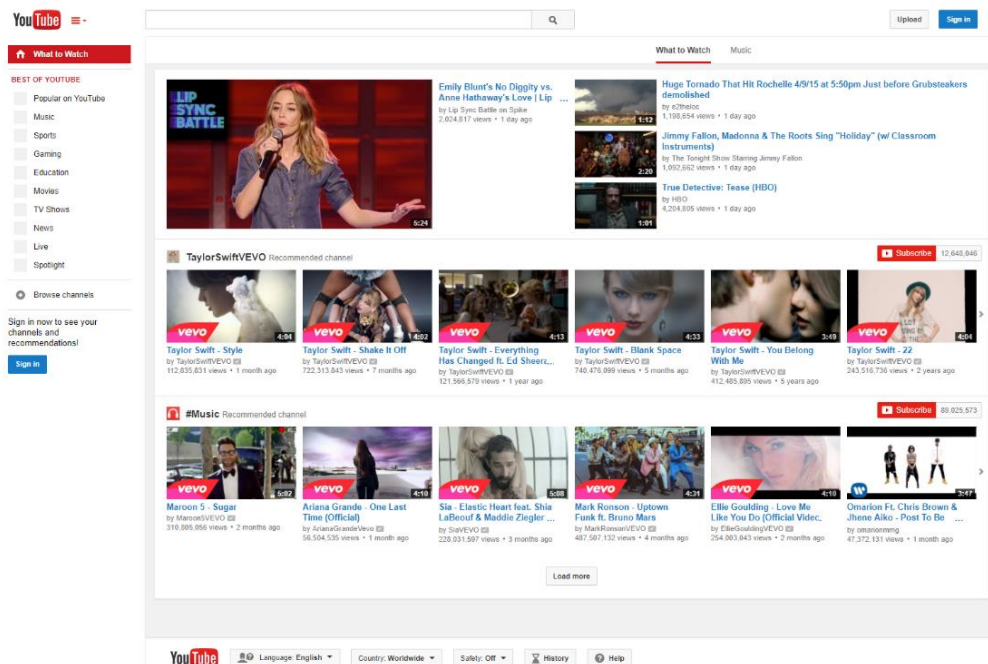 YouTube
Upload
Sign in
What to Watch
Music
What to Watch
BEST OF YOUTUBE
Popular on YouTube
Music
Sports
Gaming
Education
Movies
TV Shows
News
Live
Spotlight
Browse channels
Sign in now to see your
channels and
recommendations!
Sign in
LIP
SYNC
BATTLE
5:24
Emily Blunt's No Diggity vs.
Anne Hathaway's Love | Lip ...
by Lip Sync Battle on Spike
2,024,817 views • 1 day ago
1:12
Huge Tornado That Hit Rochelle 4/9/15 at 5:50pm Just before Grubsteakers
demolished
by e2theloc
1,198,654 views • 1 day ago
2:20
Jimmy Fallon, Madonna & The Roots Sing "Holiday" (w/ Classroom
Instruments)
by The Tonight Show Starring Jimmy Fallon
1,092,662 views • 1 day ago
1:01
True Detective: Tease (HBO)
by HBO
4,204,805 views • 1 day ago
TaylorSwiftVEVO Recommended channel
Subscribe 12,648,046
vevo 4:04
Taylor Swift - Style
by TaylorSwiftVEVO
112,835,831 views • 1 month ago
vevo 4:02
Taylor Swift - Shake It Off
by TaylorSwiftVEVO
722,313,843 views • 7 months ago
vevo 4:13
Taylor Swift - Everything
Has Changed ft. Ed Sheera...
by TaylorSwiftVEVO
121,566,579 views • 1 year ago
vevo 4:33
Taylor Swift - Blank Space
by TaylorSwiftVEVO
740,476,099 views • 5 months ago
vevo 3:49
Taylor Swift - You Belong
With Me
by TaylorSwiftVEVO
412,485,895 views • 5 years ago
vevo 4:04
Taylor Swift - 22
by TaylorSwiftVEVO
243,516,736 views • 2 years ago
#Music Recommended channel
Subscribe 89,025,573
vevo 5:02
Maroon 5 - Sugar
by Maroon5VEVO
310,805,056 views • 2 months ago
vevo 4:10
Ariana Grande - One Last
Time (Official)
by ArianaGrandeVevo
56,504,535 views • 1 month ago
vevo 5:08
Sia - Elastic Heart feat. Shia
LaBeouf & Maddie Ziegler ...
by SiaVEVO
228,031,597 views • 3 months ago
vevo 4:31
Mark Ronson - Uptown
Funk ft. Bruno Mars
by MarkRonsonVEVO
487,507,132 views • 4 months ago
vevo 4:10
Ellie Goulding - Love Me
Like You Do (Official Video...
by EllieGouldingVEVO
254,003,043 views • 2 months ago
3:47
Omarion Ft. Chris Brown &
Jhene Aiko - Post To Be ...
by omarionmmg
47,372,131 views • 1 month ago
Load more
YouTube
Language: English
Country: Worldwide
Safety: Off
History
Help